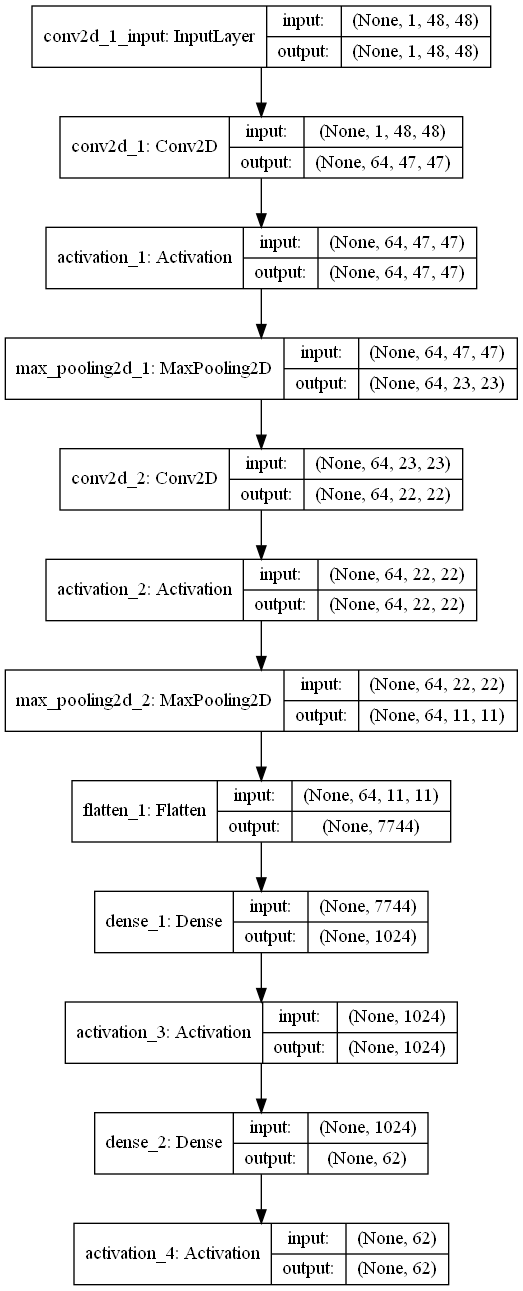 conv2d_1_input: InputLayer
input: (None, 1, 48, 48)
output: (None, 1, 48, 48)
conv2d_1: Conv2D
input: (None, 1, 48, 48)
output: (None, 64, 47, 47)
activation_1: Activation
input: (None, 64, 47, 47)
output: (None, 64, 47, 47)
max_pooling2d_1: MaxPooling2D
input: (None, 64, 47, 47)
output: (None, 64, 23, 23)
conv2d_2: Conv2D
input: (None, 64, 23, 23)
output: (None, 64, 22, 22)
activation_2: Activation
input: (None, 64, 22, 22)
output: (None, 64, 22, 22)
max_pooling2d_2: MaxPooling2D
input: (None, 64, 22, 22)
output: (None, 64, 11, 11)
flatten_1: Flatten
input: (None, 64, 11, 11)
output: (None, 7744)
dense_1: Dense
input: (None, 7744)
output: (None, 1024)
activation_3: Activation
input: (None, 1024)
output: (None, 1024)
dense_2: Dense
input: (None, 1024)
output: (None, 62)
activation_4: Activation
input: (None, 62)
output: (None, 62)